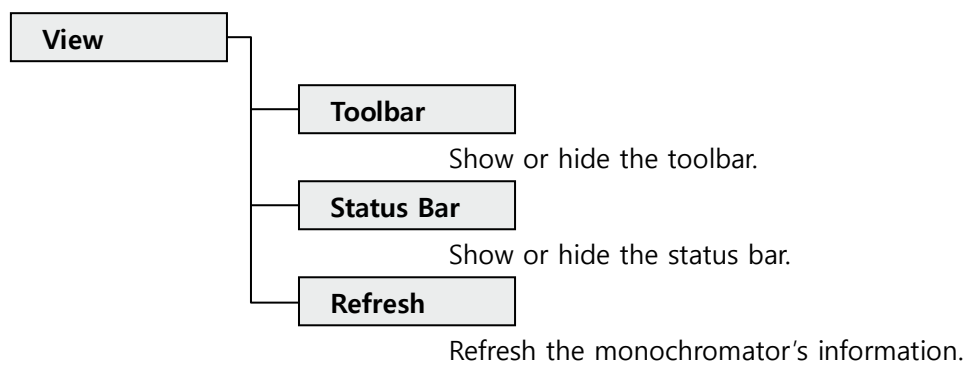 View
Toolbar
Show or hide the toolbar.
Status Bar
Show or hide the status bar.
Refresh
Refresh the monochromator's information.